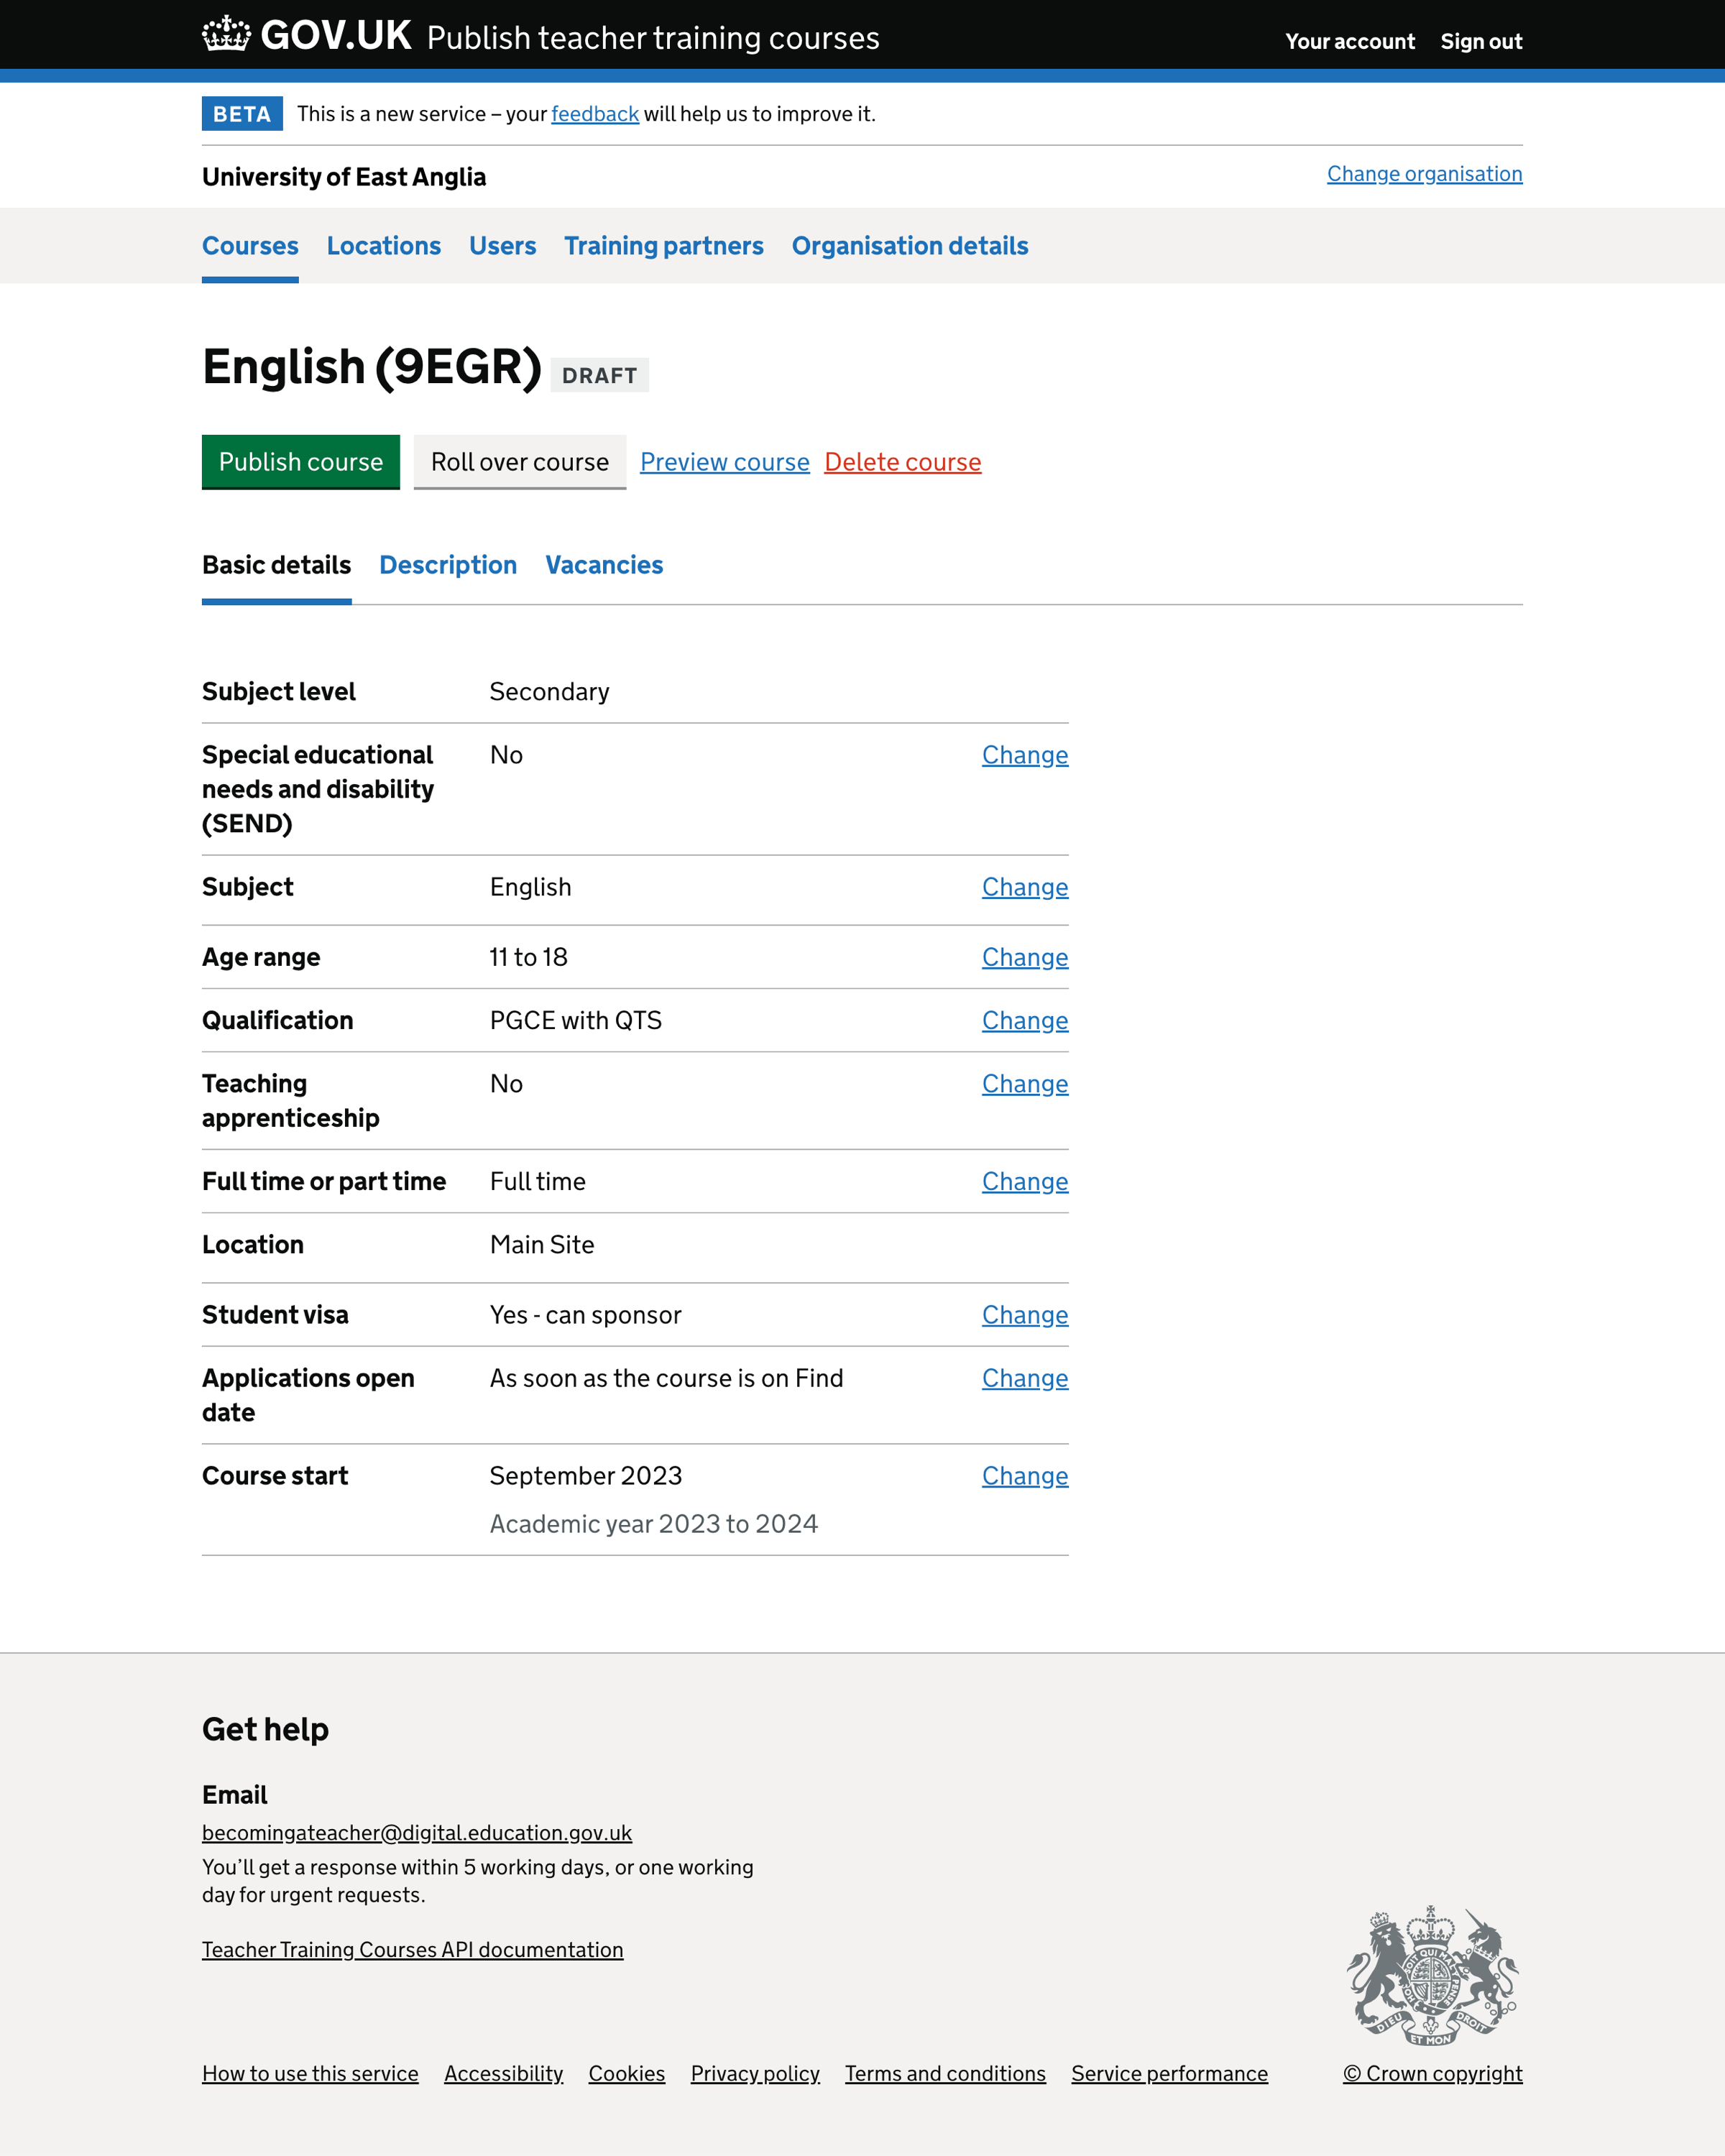 GOV.UK Publish teacher training courses Your account Sign out
BETA This is a new service – your feedback will help us to improve it.
University of East Anglia Change organisation
Courses Locations Users Training partners Organisation details
English (9EGR) DRAFT
Publish course Roll over course Preview course Delete course
Basic details Description Vacancies
Subject level Secondary
Special educational No Change
needs and disability
(SEND)
Subject English Change
Age range 11 to 18 Change
Qualification PGCE with QTS Change
Teaching No Change
apprenticeship
Full time or part time Full time Change
Location Main Site
Student visa Yes - can sponsor Change
Applications open As soon as the course is on Find Change
date
Course start September 2023 Change
Academic year 2023 to 2024
Get help
Email
becomingateacher@digital.education.gov.uk
You’ll get a response within 5 working days, or one working
day for urgent requests.
Teacher Training Courses API documentation
DIEU ET MON DROIT
How to use this service Accessibility Cookies Privacy policy Terms and conditions Service performance © Crown copyright